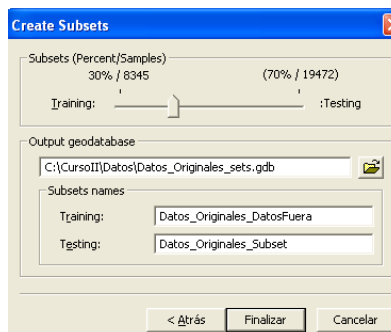 Create Subsets
Subsets (Percent/Samples)
30% / 8345 (70% / 19472)
Training: :Testing
Output geodatabase
C:\CursoII\Datos\Datos_Originales_sets.gdb
Subsets names
Training: Datos_Originales_DatosFuera
Testing: Datos_Originales_Subset
< Atrás Finalizar Cancelar